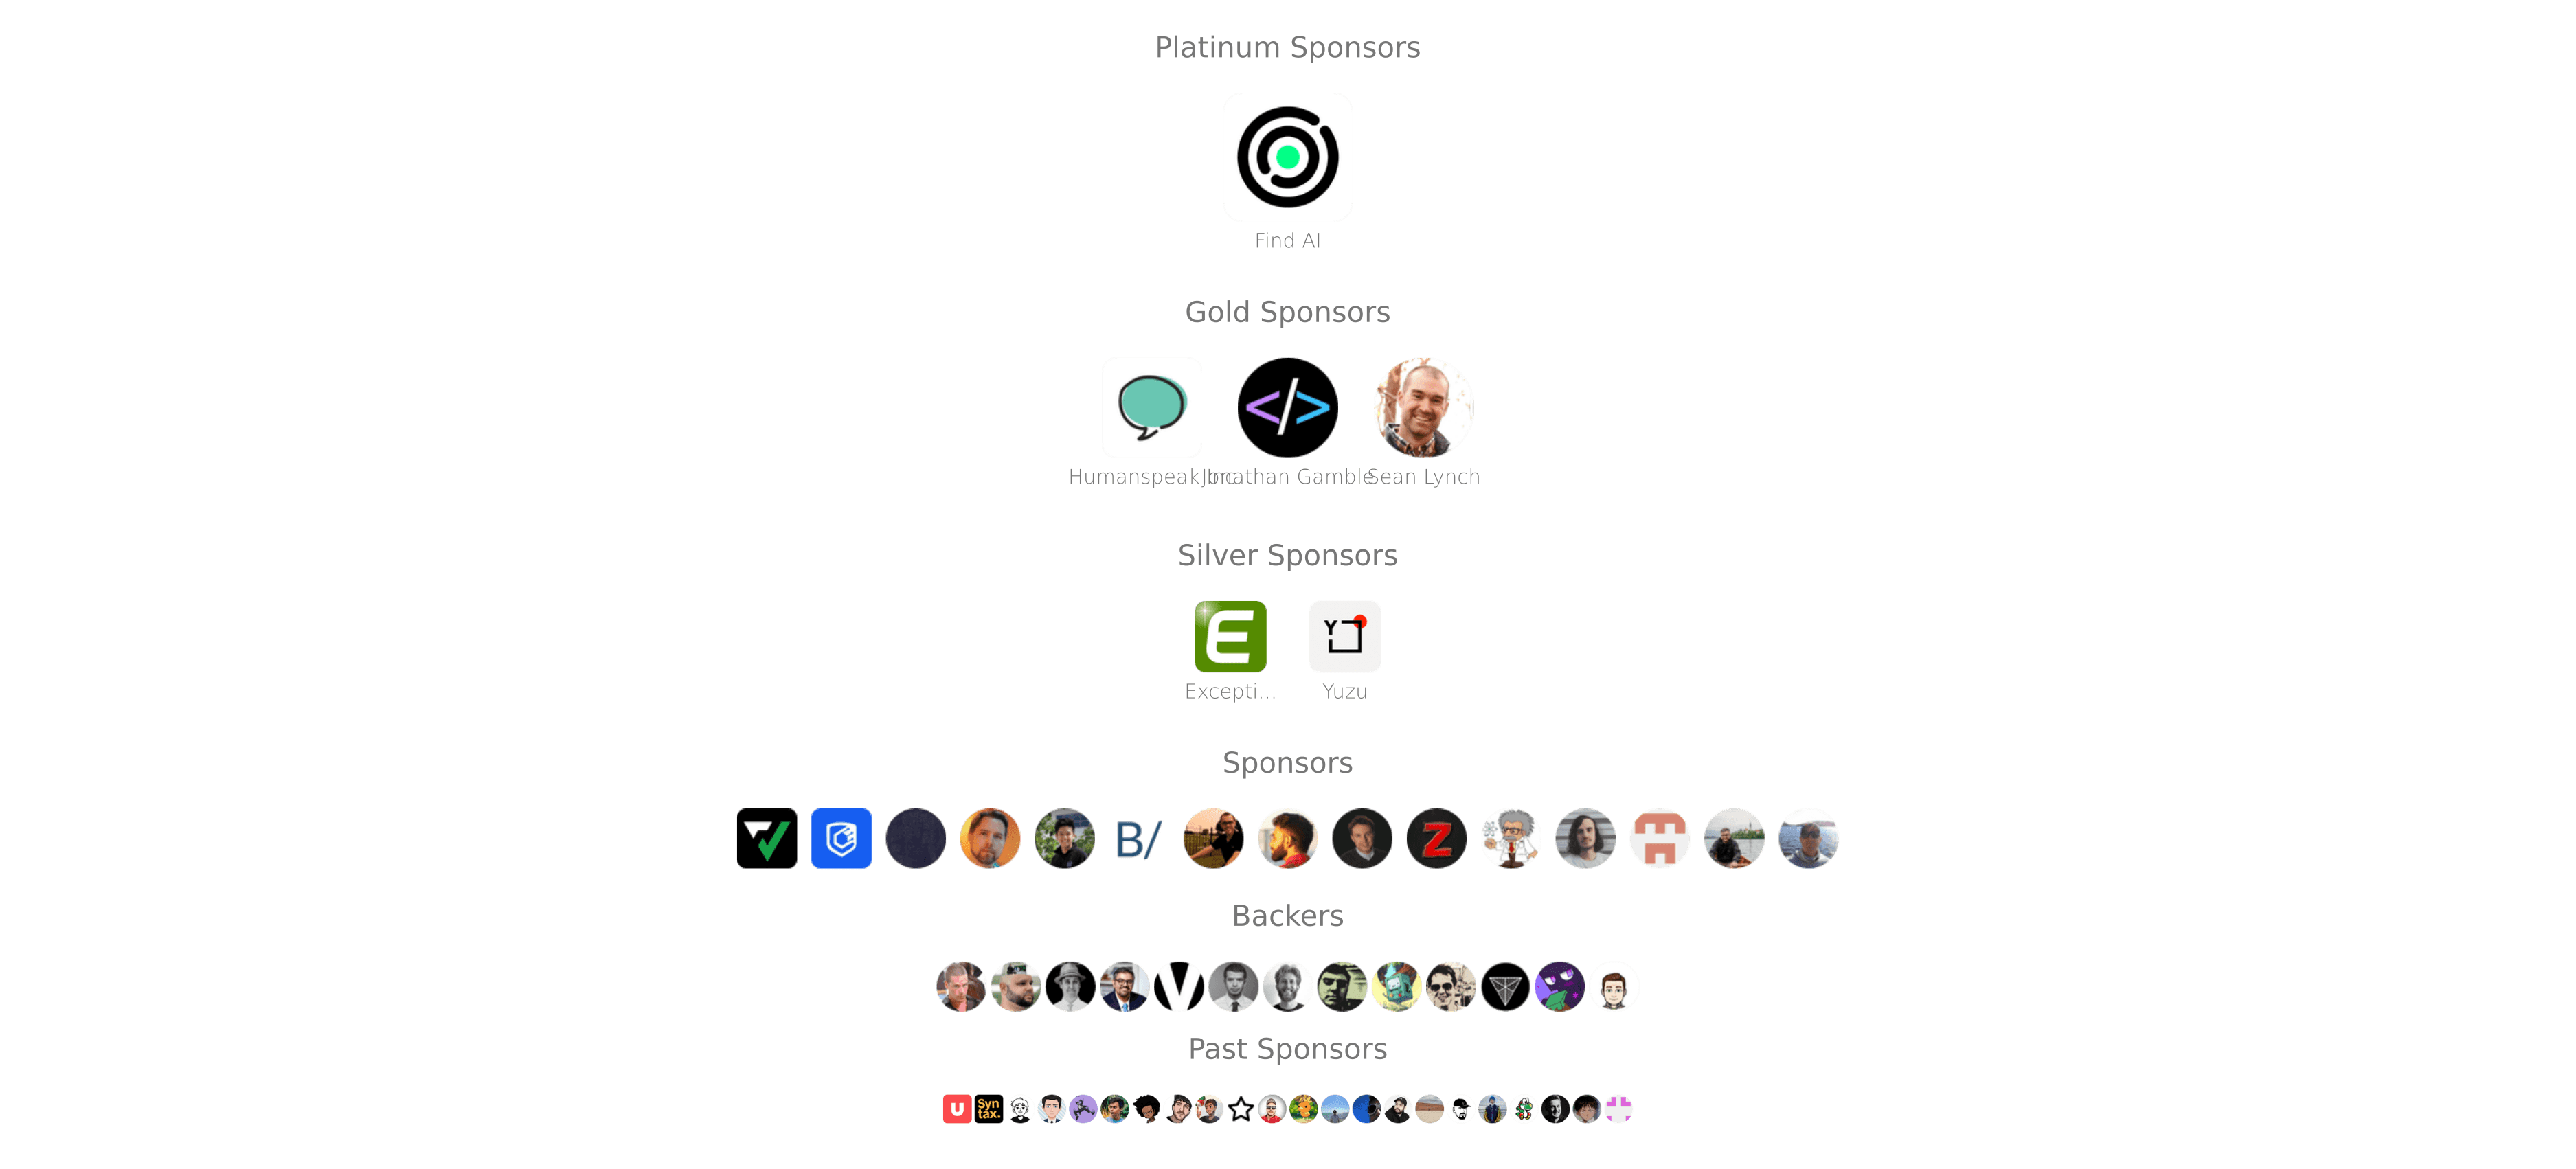 Platinum Sponsors
Find AI
Gold Sponsors
Humanspeak Inc Jonathan Gamble Sean Lynch
Silver Sponsors
E Y
Excepti... Yuzu
Sponsors
B/ Z
Backers
V
Past Sponsors
U Syn
tax.